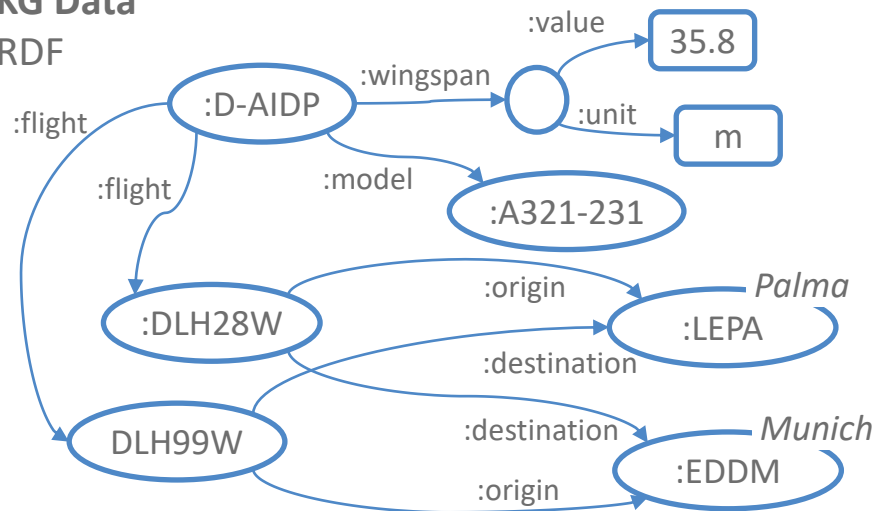 KG Data
RDF
:value
35.8
:wingspan
:D-AIDP
:flight
:unit
m
:model
:flight
:A321-231
:origin
Palma
:DLH28W
:LEPA
:destination
DLH99W
:destination
Munich
:EDDM
:origin